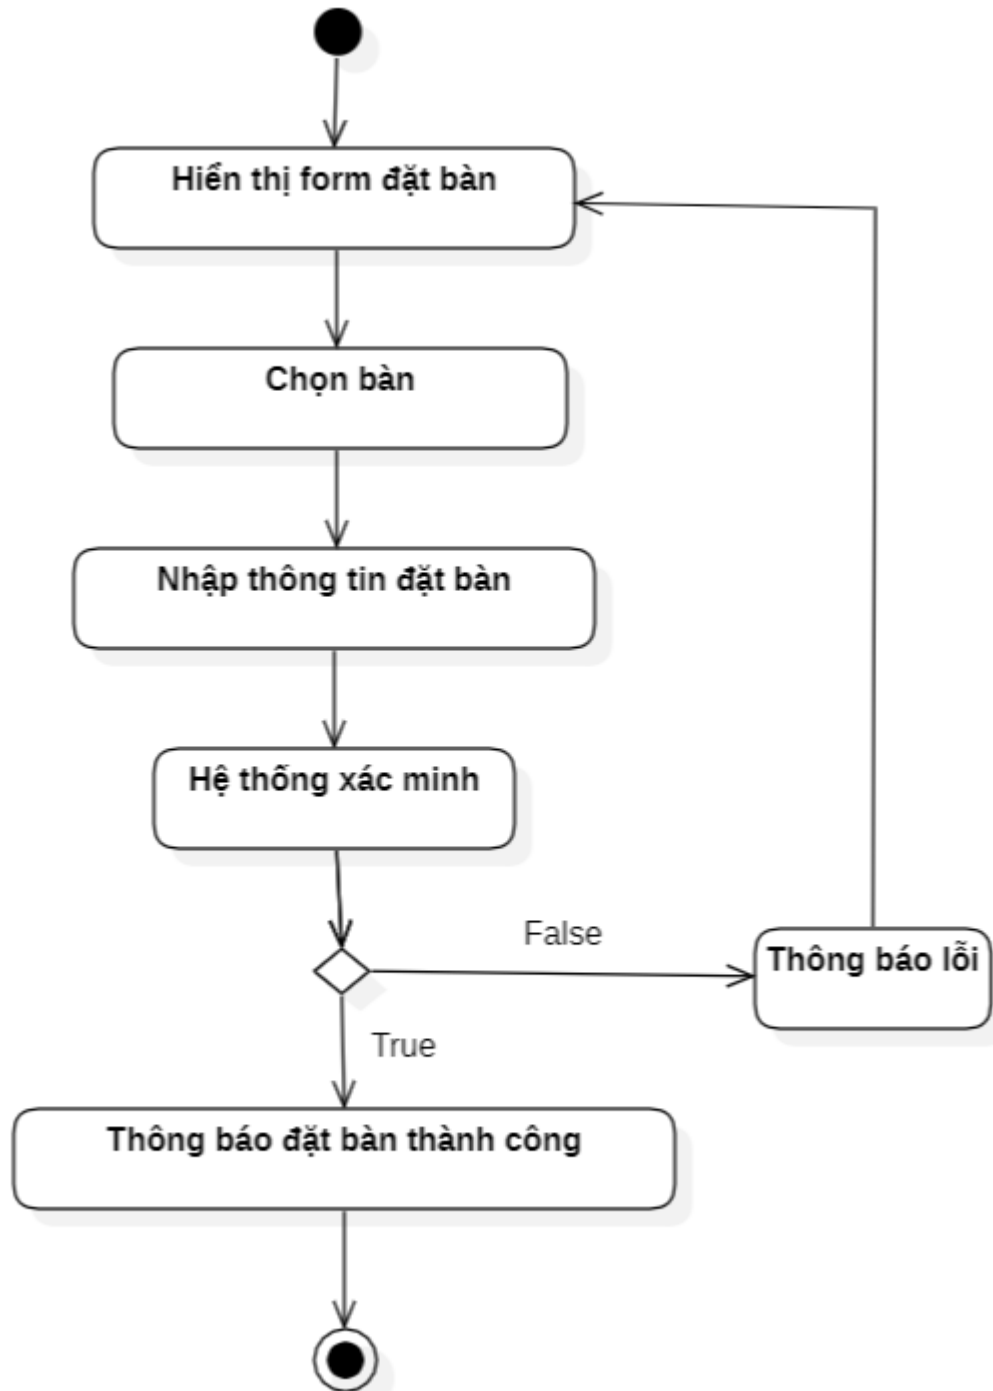 Hiển thị form đặt bàn
Chọn bàn
Nhập thông tin đặt bàn
Hệ thống xác minh
False
Thông báo lỗi
True
Thông báo đặt bàn thành công